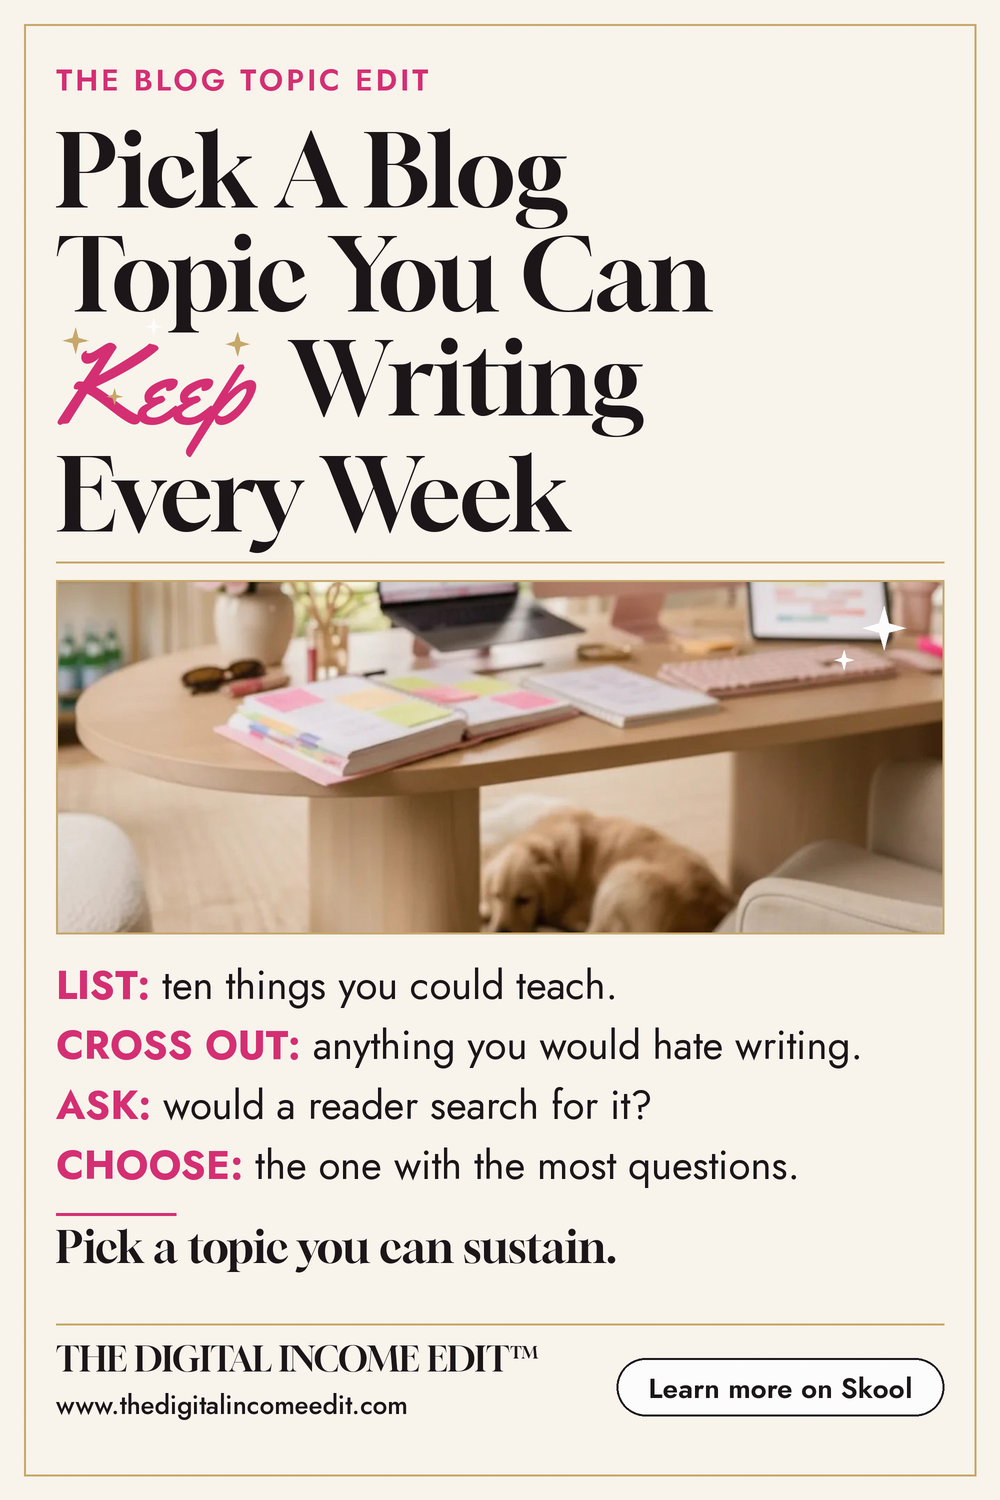 THE BLOG TOPIC EDIT
Pick A Blog
Topic You Can
Keep Writing
Every Week
LIST: ten things you could teach.
CROSS OUT: anything you would hate writing.
ASK: would a reader search for it?
CHOOSE: the one with the most questions.
Pick a topic you can sustain.
THE DIGITAL INCOME EDIT™
www.thedigitalincomeedit.com
Learn more on Skool